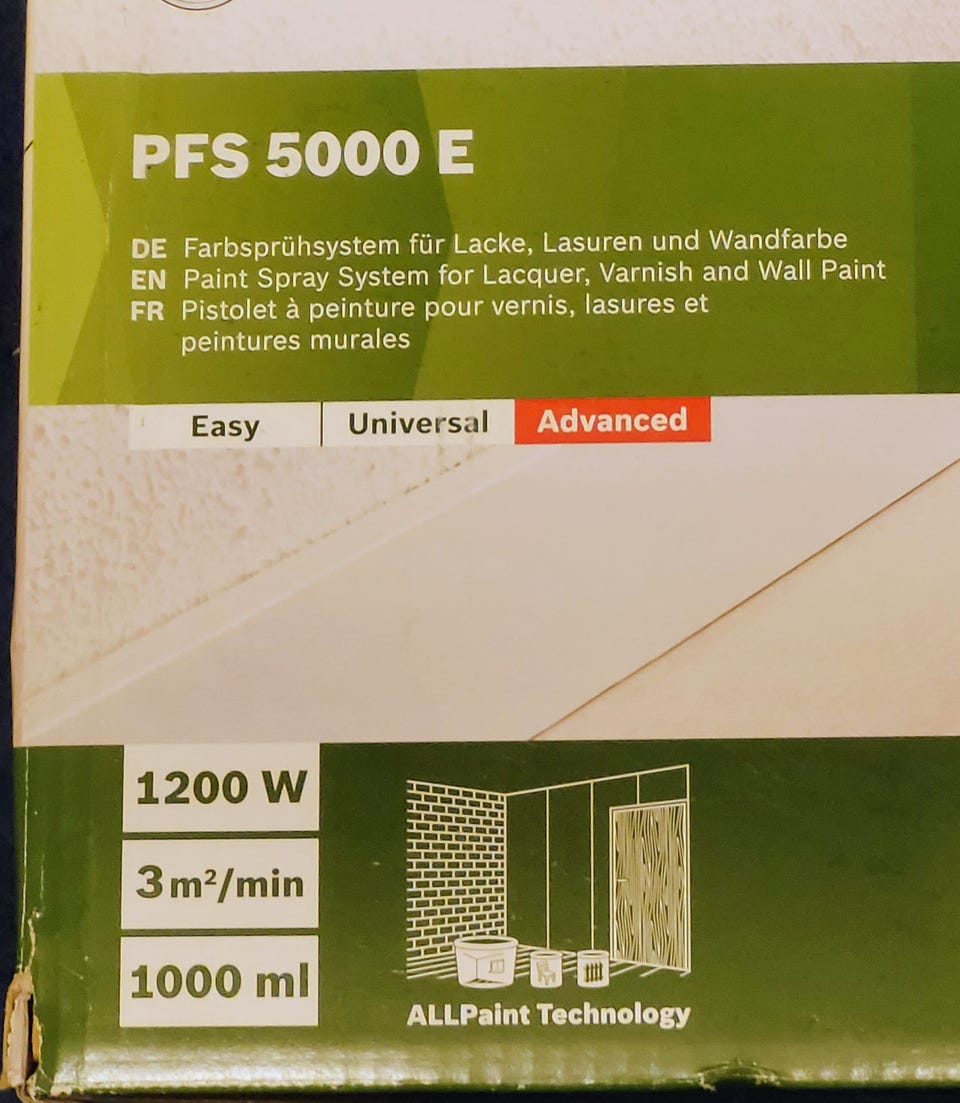 PFS 5000 E
DE Farbsprühsystem für Lacke, Lasuren und Wandfarbe
EN Paint Spray System for Lacquer, Varnish and Wall Paint
FR Pistolet à peinture pour vernis, lasures et
peintures murales
Easy Universal Advanced
1200 W
3 m²/min
1000 ml
ALLPaint Technology